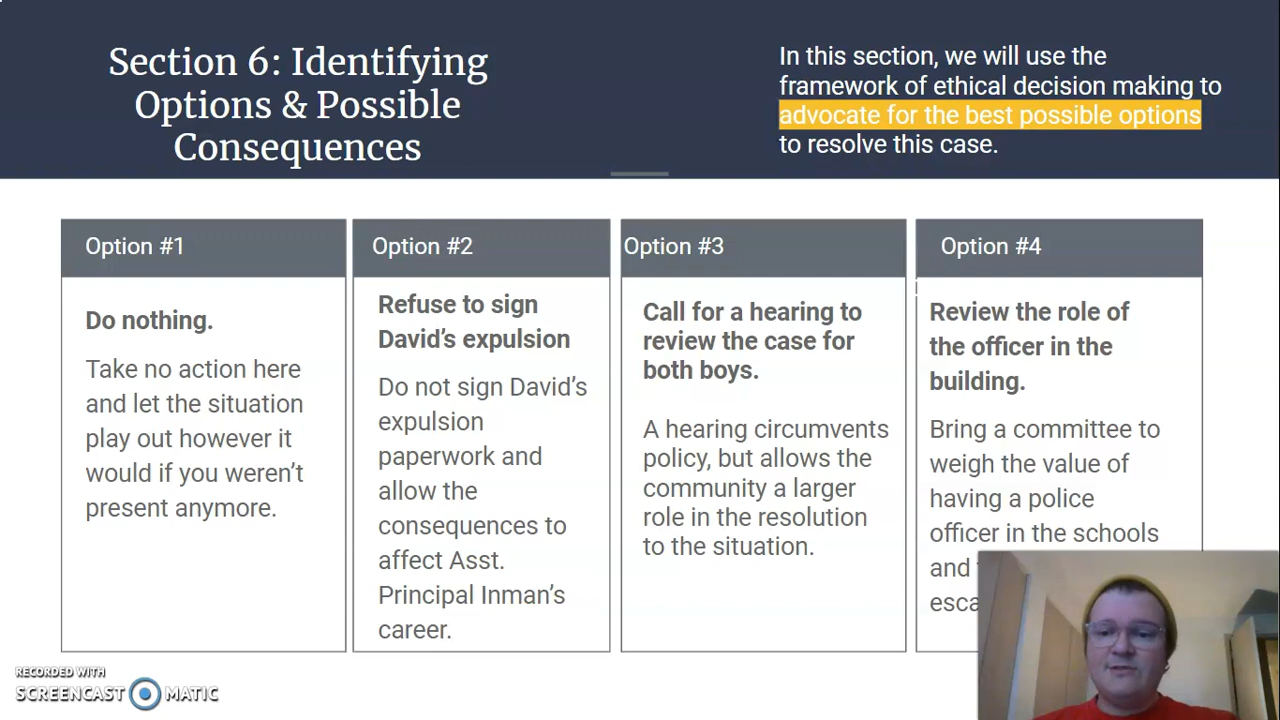 Section 6: Identifying
Options & Possible
Consequences
In this section, we will use the
framework of ethical decision making to
advocate for the best possible options
to resolve this case.
Option #1
Do nothing.
Take no action here
and let the situation
play out however it
would if you weren't
present anymore.
Option #2
Refuse to sign
David's expulsion
Do not sign David's
expulsion
paperwork and
allow the
consequences to
affect Asst.
Principal Inman's
career.
Option #3
Call for a hearing to
review the case for
both boys.
A hearing circumvents
policy, but allows the
community a larger
role in the resolution
to the situation.
Option #4
Review the role of
the officer in the
building.
Bring a committee to
weigh the value of
having a police
officer in the schools
and
RECORDED WITH
SCREENCAST MATIC